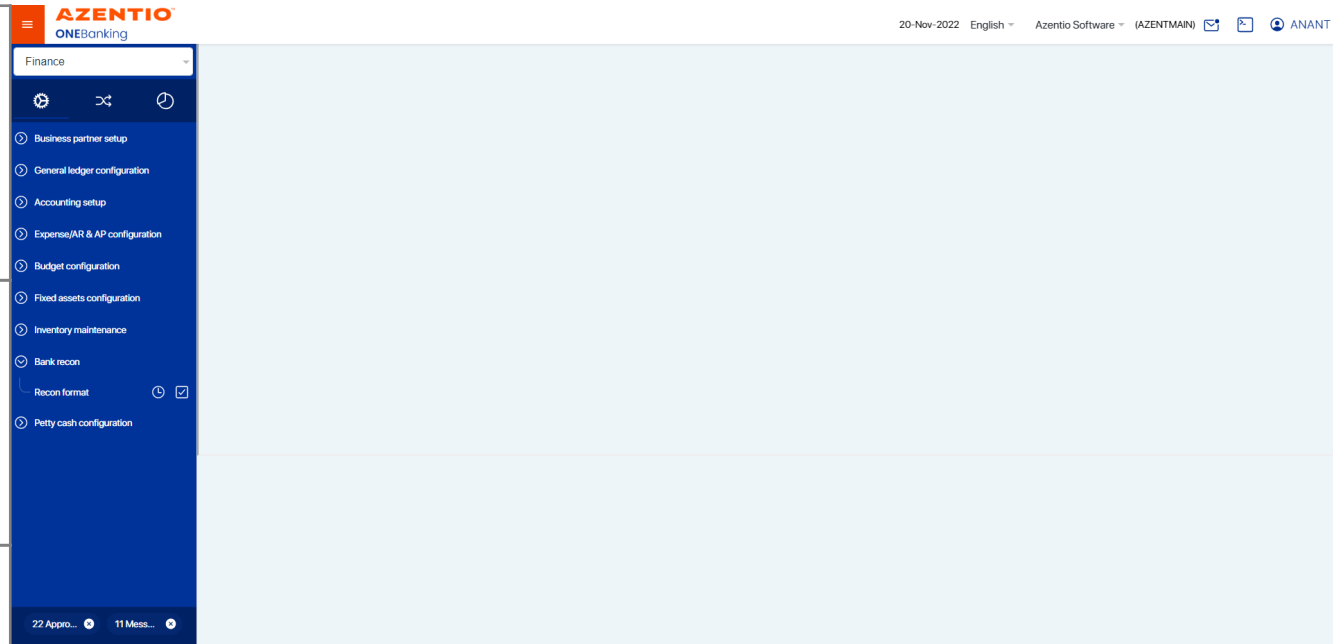 AZENTIO™
ONEBanking
20-Nov-2022 English Azentio Software (AZENTMAIN) ANANT
Finance
Business partner setup
General ledger configuration
Accounting setup
Expense/AR & AP configuration
Budget configuration
Fixed assets configuration
Inventory maintenance
Bank recon
Recon format
Petty cash configuration
22 Appro... 11 Mess...